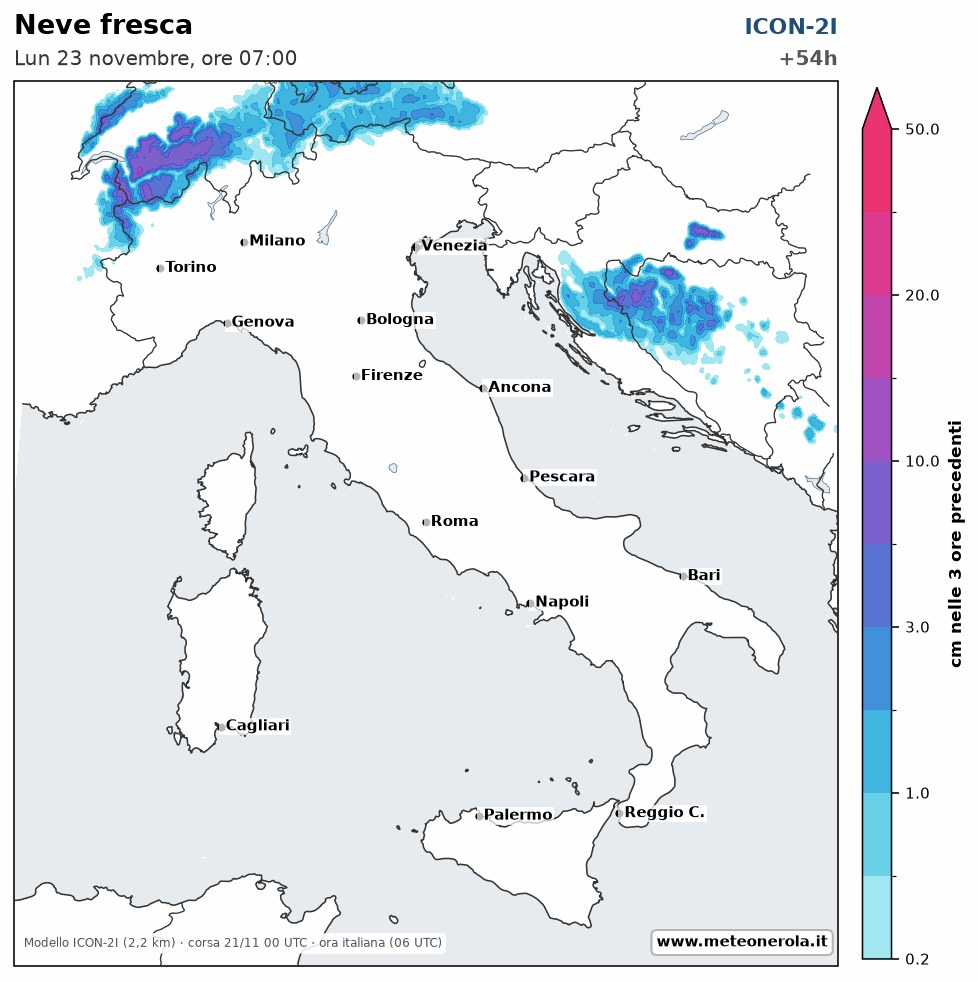 Neve fresca
ICON-2I
Lun 23 novembre, ore 07:00
+54h
50.0
20.0
10.0
3.0
1.0
0.2
cm nelle 3 ore precedenti
Milano
Venezia
Torino
Genova
Bologna
Firenze
Ancona
Pescara
Roma
Bari
Napoli
Cagliari
Palermo
Reggio C.
Modello ICON-2I (2,2 km) · corsa 21/11 00 UTC · ora italiana (06 UTC)
www.meteonerola.it